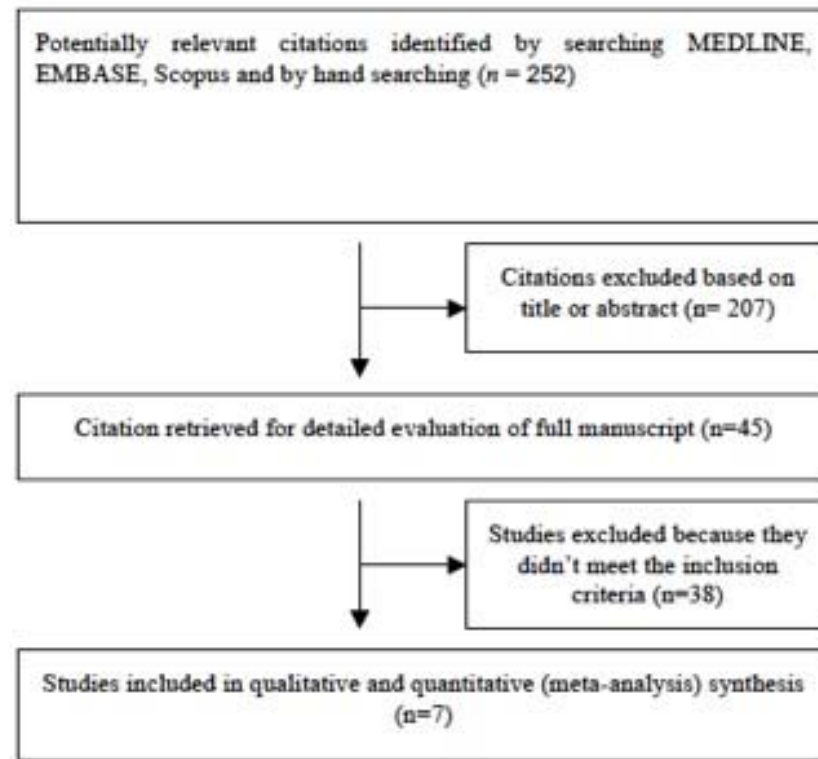 Potentially relevant citations identified by searching MEDLINE,
EMBASE, Scopus and by hand searching (n = 252)
Citations excluded based on
title or abstract (n= 207)
Citation retrieved for detailed evaluation of full manuscript (n=45)
Studies excluded because they
didn't meet the inclusion
criteria (n=38)
Studies included in qualitative and quantitative (meta-analysis) synthesis
(n=7)